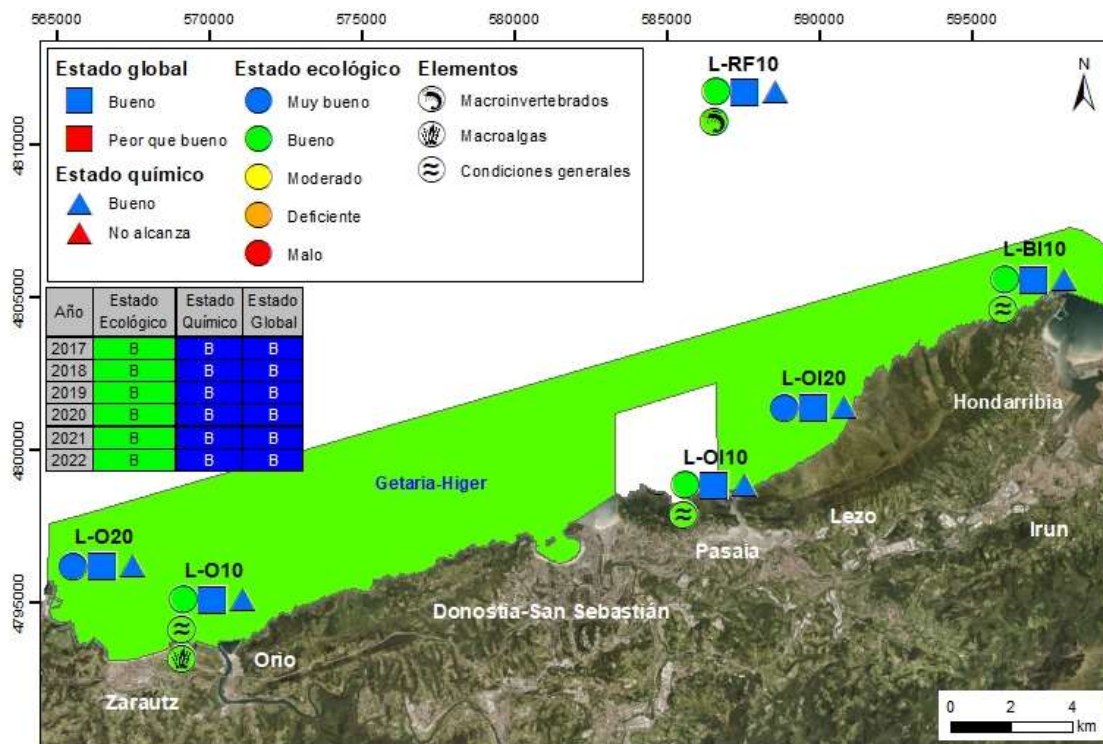 565000 570000 575000 580000 585000 590000 595000
4810000
4805000
4800000
4795000
Estado global
Bueno
Peor que bueno
Estado químico
Bueno
No alcanza
Estado ecológico
Muy bueno
Bueno
Moderado
Deficiente
Malo
Elementos
Macroinvertebrados
Macroalgas
Condiciones generales
Año Estado Ecológico Estado Químico Estado Global
2017 B B B
2018 B B B
2019 B B B
2020 B B B
2021 B B B
2022 B B B
L-RF10
N
L-BI10
L-OI20
Hondarribia
L-OI10
Getaria-Higer
Lezo
Irun
Pasaia
L-O20
L-O10
Donostia-San Sebastián
Orio
Zarautz
0 2 4
km